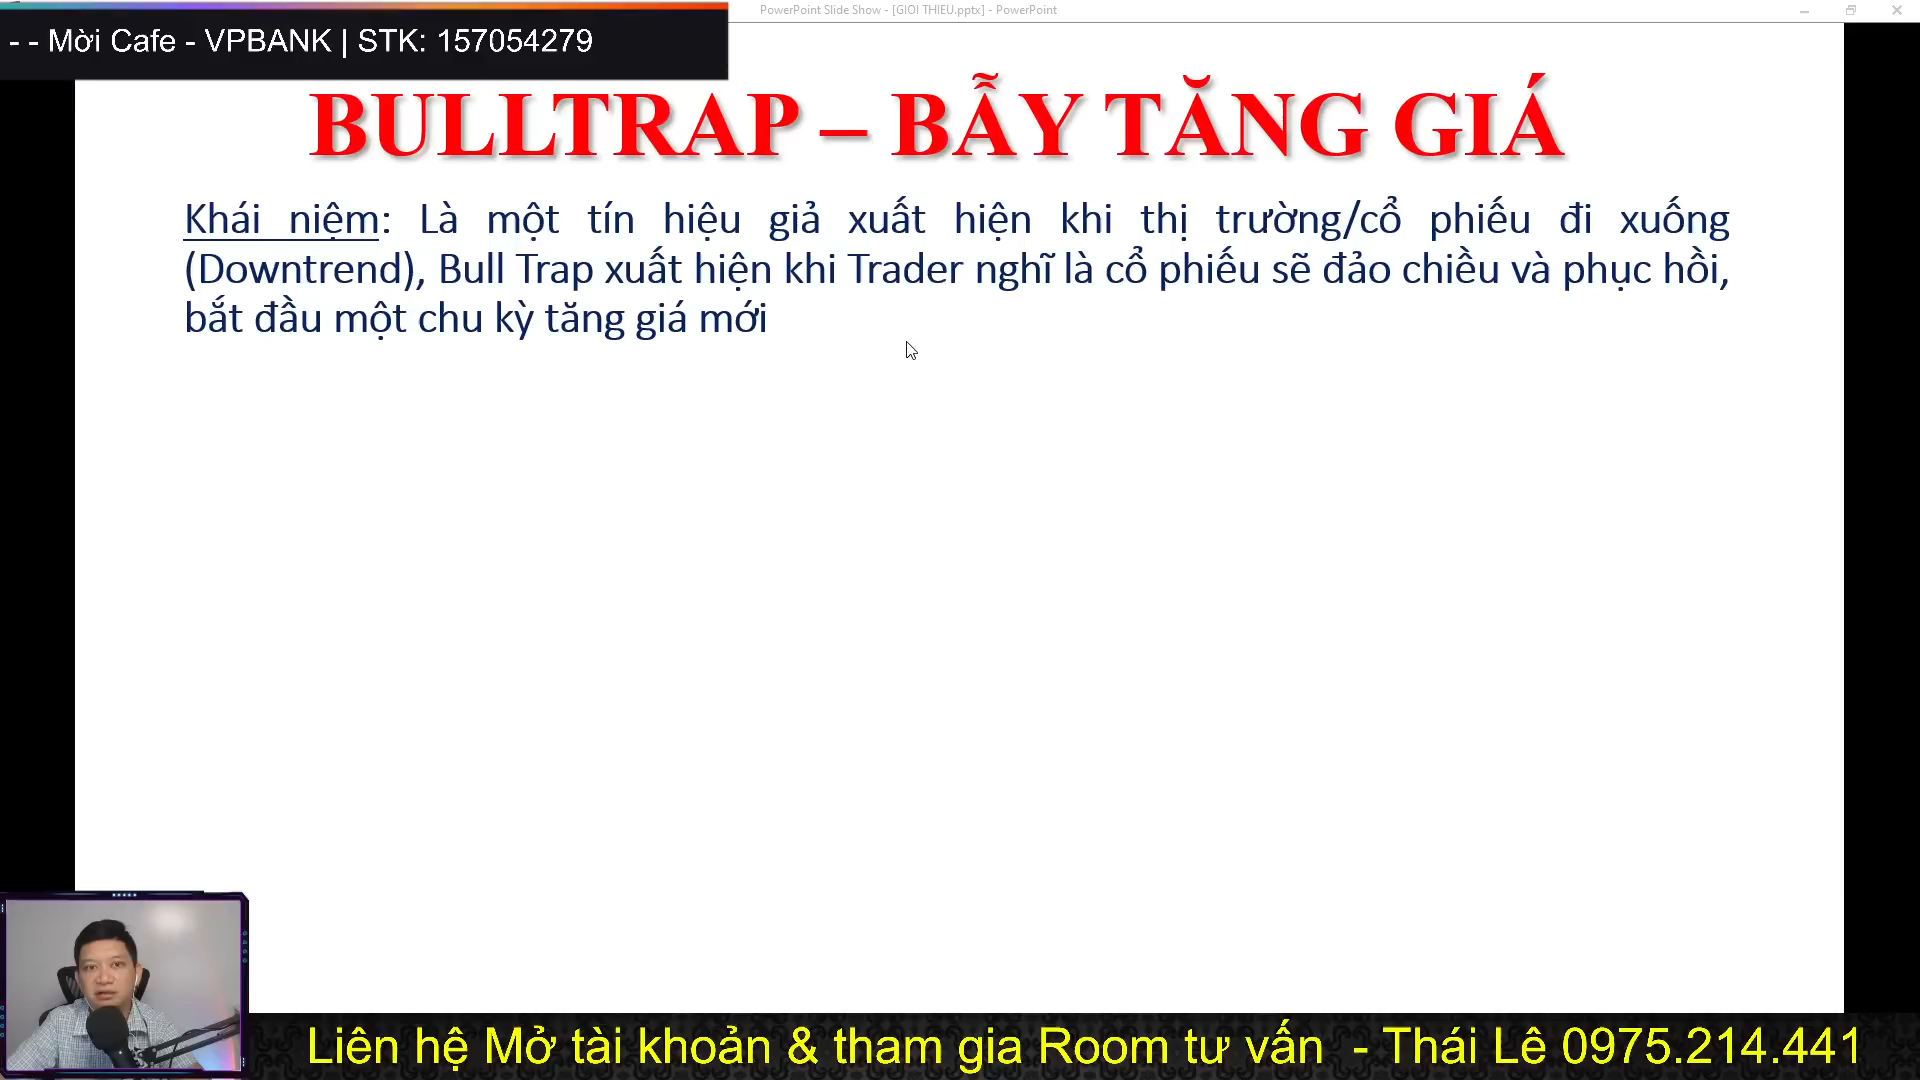 PowerPoint Slide Show - [GIOI THIEU.pptx] - PowerPoint
- - Mời Cafe - VPBANK | STK: 157054279
BULLTRAP – BẪY TĂNG GIÁ
Khái niệm: Là một tín hiệu giả xuất hiện khi thị trường/cổ phiếu đi xuống
(Downtrend), Bull Trap xuất hiện khi Trader nghĩ là cổ phiếu sẽ đảo chiều và phục hồi,
bắt đầu một chu kỳ tăng giá mới
Liên hệ Mở tài khoản & tham gia Room tư vấn - Thái Lê 0975.214.441